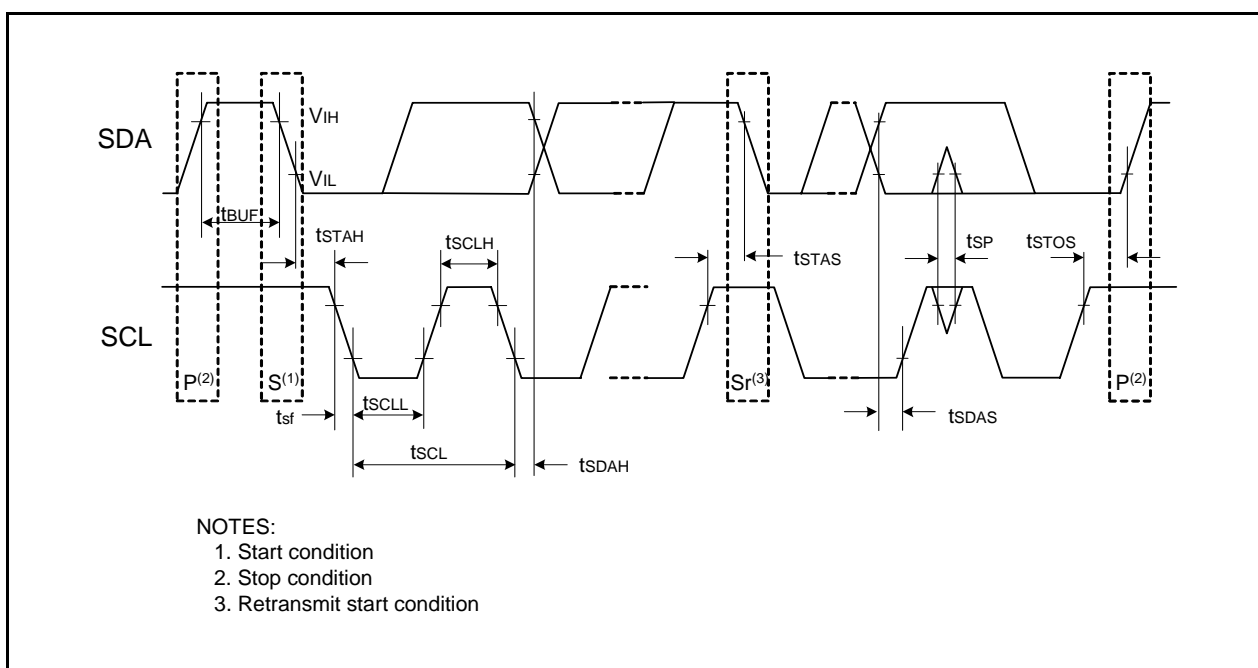 SDA
VIH
VIL
tBUF
tSTAH
tSCLH
tSTAS
tSP
tSTOS
SCL
P(2)
S(1)
Sr(3)
P(2)
tsf
tSCLL
tSDAS
tSCL
tSDAH
NOTES:
1. Start condition
2. Stop condition
3. Retransmit start condition